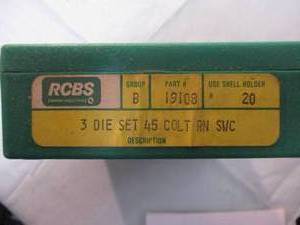 RCBS
GROUP
B
PART #
19108
USE SHELL HOLDER
# 20
3 DIE SET 45 COLT RN SWC
DESCRIPTION